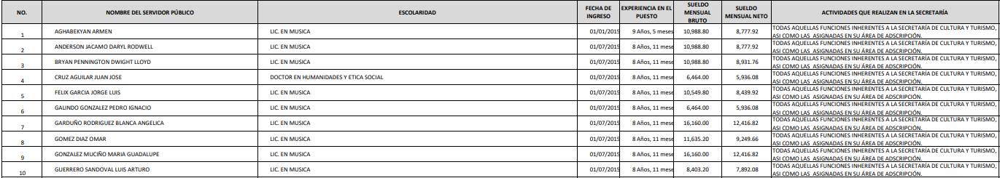 NO. NOMBRE DEL SERVIDOR PÚBLICO ESCOLARIDAD FECHA DE INGRESO EXPERIENCIA EN EL PUESTO SUELDO MENSUAL BRUTO SUELDO MENSUAL NETO ACTIVIDADES QUE REALIZAN EN LA SECRETARÍA
1 AGHABEKYAN ARMEN LIC. EN MUSICA 01/01/2015 9 Años, 5 meses 10,988.80 8,777.92 TODAS AQUELLAS FUNCIONES INHERENTES A LA SECRETARÍA DE CULTURA Y TURISMO,
ASI COMO LAS ASIGNADAS EN SU ÁREA DE ADSCRIPCIÓN.
2 ANDERSON JACAMO DARYL RODWELL LIC. EN MUSICA 01/07/2015 8 Años, 11 mese 10,988.80 8,777.92 TODAS AQUELLAS FUNCIONES INHERENTES A LA SECRETARÍA DE CULTURA Y TURISMO,
ASI COMO LAS ASIGNADAS EN SU ÁREA DE ADSCRIPCIÓN.
3 BRYAN PENNINGTON DWIGHT LLOYD LIC. EN MUSICA 01/07/2015 8 Años, 11 mese 10,988.80 8,931.76 TODAS AQUELLAS FUNCIONES INHERENTES A LA SECRETARÍA DE CULTURA Y TURISMO,
ASI COMO LAS ASIGNADAS EN SU ÁREA DE ADSCRIPCIÓN.
4 CRUZ AGUILAR JUAN JOSE DOCTOR EN HUMANIDADES Y ETICA SOCIAL 01/07/2015 8 Años, 11 mese 6,464.00 5,936.08 TODAS AQUELLAS FUNCIONES INHERENTES A LA SECRETARÍA DE CULTURA Y TURISMO,
ASI COMO LAS ASIGNADAS EN SU ÁREA DE ADSCRIPCIÓN.
5 FELIX GARCIA JORGE LUIS LIC. EN MUSICA 01/07/2015 8 Años, 11 mese 10,549.80 8,439.92 TODAS AQUELLAS FUNCIONES INHERENTES A LA SECRETARÍA DE CULTURA Y TURISMO,
ASI COMO LAS ASIGNADAS EN SU ÁREA DE ADSCRIPCIÓN.
6 GALINDO GONZALEZ PEDRO IGNACIO LIC. EN MUSICA 01/07/2015 8 Años, 11 mese 6,464.00 5,936.08 TODAS AQUELLAS FUNCIONES INHERENTES A LA SECRETARÍA DE CULTURA Y TURISMO,
ASI COMO LAS ASIGNADAS EN SU ÁREA DE ADSCRIPCIÓN.
7 GARDUÑO RODRIGUEZ BLANCA ANGELICA LIC. EN MUSICA 01/07/2015 8 Años, 11 mese 16,160.00 12,416.82 TODAS AQUELLAS FUNCIONES INHERENTES A LA SECRETARÍA DE CULTURA Y TURISMO,
ASI COMO LAS ASIGNADAS EN SU ÁREA DE ADSCRIPCIÓN.
8 GOMEZ DIAZ OMAR LIC. EN MUSICA 01/07/2015 8 Años, 11 mese 11,635.20 9,249.66 TODAS AQUELLAS FUNCIONES INHERENTES A LA SECRETARÍA DE CULTURA Y TURISMO,
ASI COMO LAS ASIGNADAS EN SU ÁREA DE ADSCRIPCIÓN.
9 GONZALEZ MUCIÑO MARIA GUADALUPE LIC. EN MUSICA 01/07/2015 8 Años, 11 mese 16,160.00 12,416.82 TODAS AQUELLAS FUNCIONES INHERENTES A LA SECRETARÍA DE CULTURA Y TURISMO,
ASI COMO LAS ASIGNADAS EN SU ÁREA DE ADSCRIPCIÓN.
10 GUERRERO SANDOVAL LUIS ARTURO LIC. EN MUSICA 01/07/2015 8 Años, 11 mese 8,403.20 7,892.08 TODAS AQUELLAS FUNCIONES INHERENTES A LA SECRETARÍA DE CULTURA Y TURISMO,
ASI COMO LAS ASIGNADAS EN SU ÁREA DE ADSCRIPCIÓN.